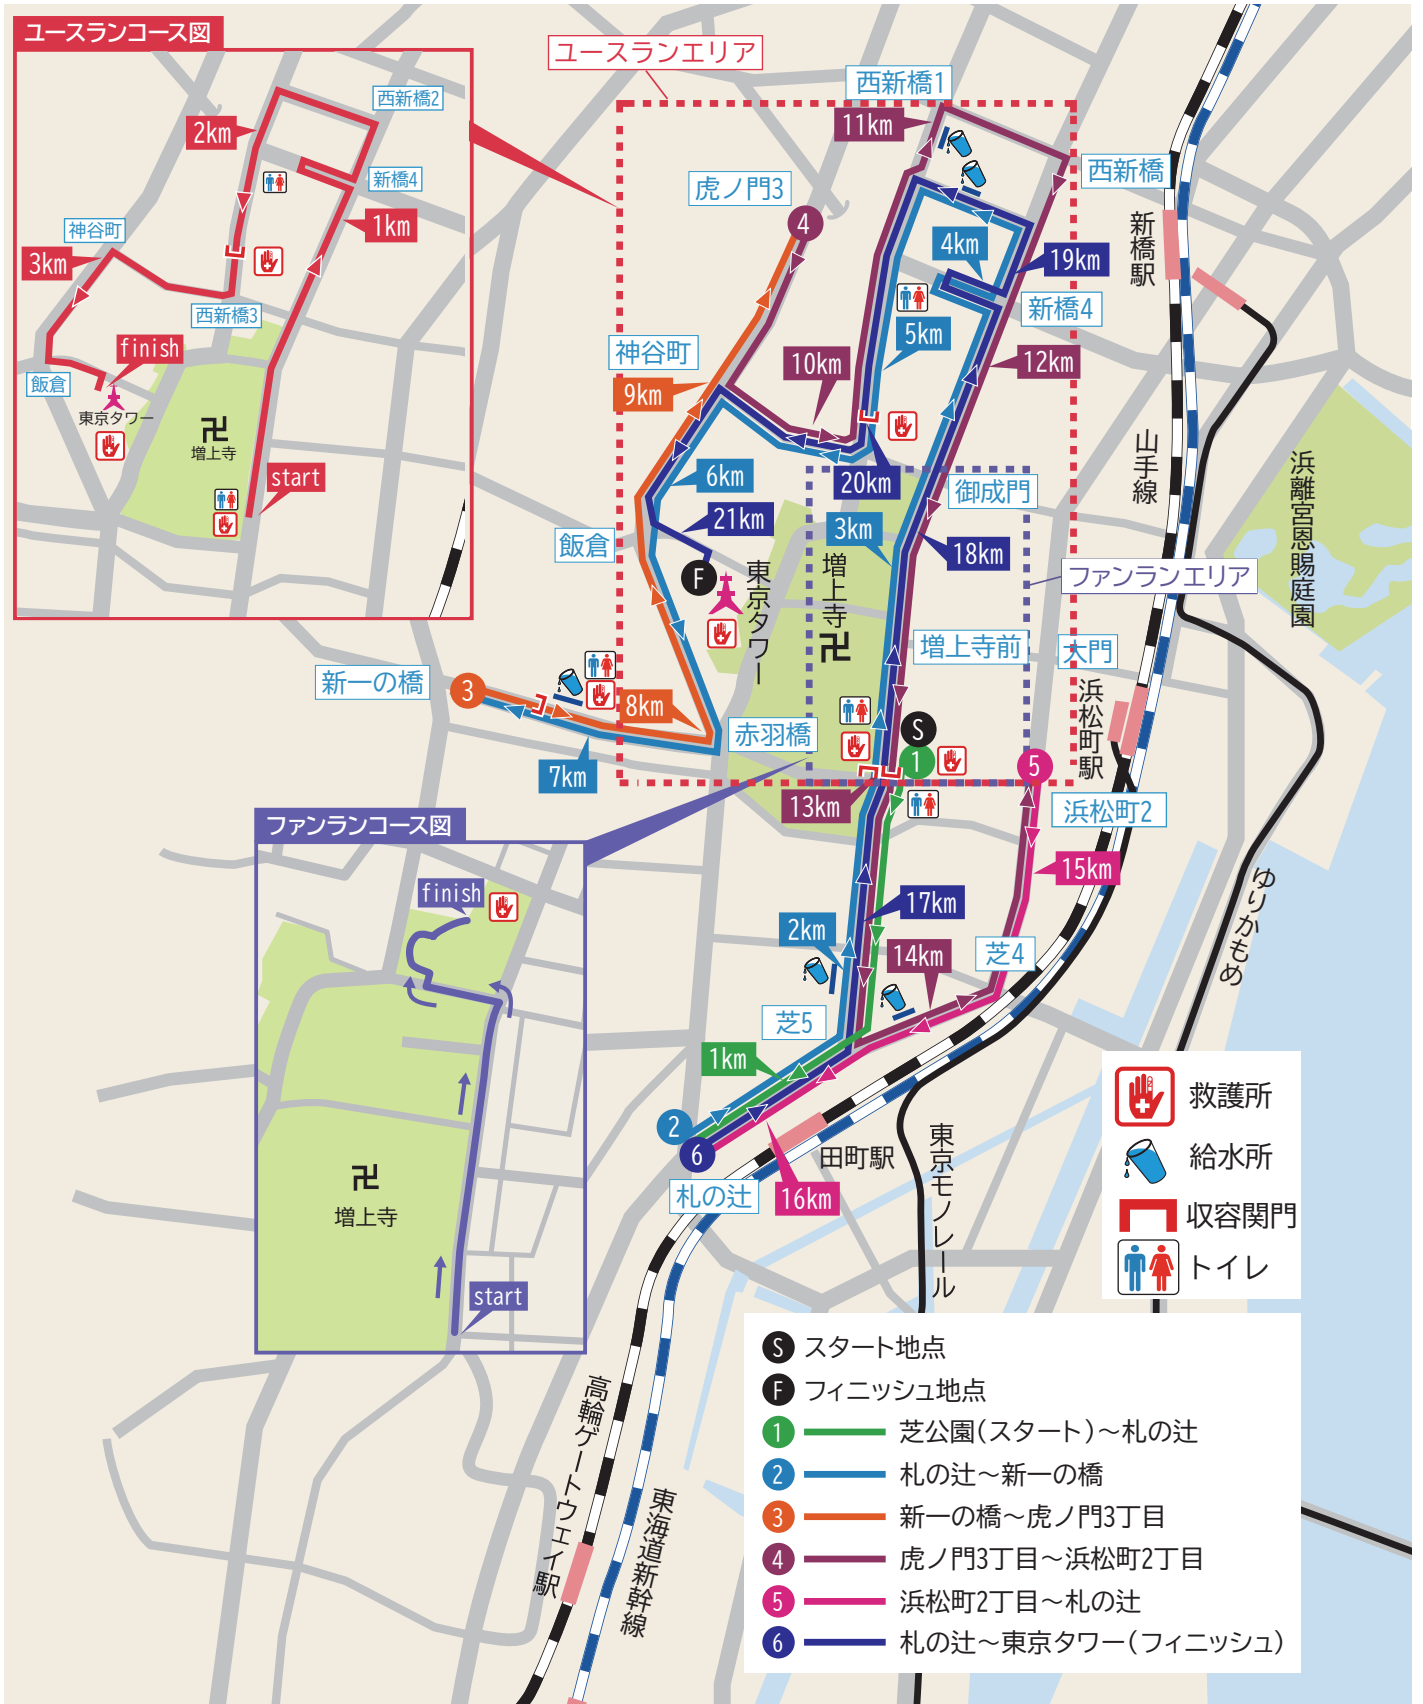 ユースランコース図
西新橋2
2km
新橋4
1km
神谷町
3km
西新橋3
finish
飯倉
東京タワー
増上寺
start
ユースランエリア
西新橋1
11km
西新橋
虎ノ門3
4
新橋駅
4km
19km
新橋4
5km
神谷町
10km
12km
9km
山手線
浜離宮恩賜庭園
6km
20km
御成門
21km
3km
飯倉
18km
F
東京タワー
増上寺
ファンランエリア
増上寺前
大門
新一の橋
3
8km
浜松町駅
赤羽橋
S
1
5
7km
13km
浜松町2
ファンランコース図
finish
15km
ゆりかもめ
17km
2km
14km
芝4
芝5
1km
2
6
田町駅
東京モノレール
札の辻
16km
増上寺
start
救護所
給水所
収容関門
トイレ
高輪ゲートウェイ駅
東海道新幹線
S スタート地点
F フィニッシュ地点
1 芝公園(スタート)〜札の辻
2 札の辻〜新一の橋
3 新一の橋〜虎ノ門3丁目
4 虎ノ門3丁目〜浜松町2丁目
5 浜松町2丁目〜札の辻
6 札の辻〜東京タワー(フィニッシュ)